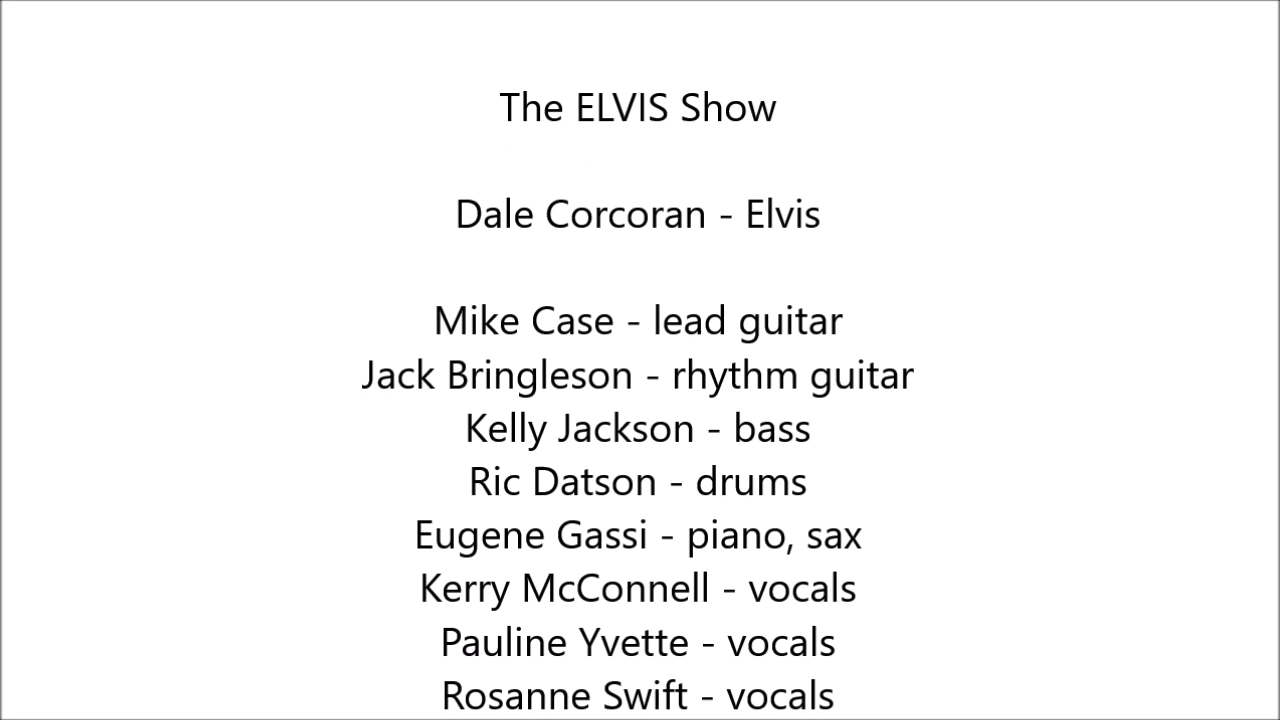 The ELVIS Show
Dale Corcoran - Elvis
Mike Case - lead guitar
Jack Bringleson - rhythm guitar
Kelly Jackson - bass
Ric Datson - drums
Eugene Gassi - piano, sax
Kerry McConnell - vocals
Pauline Yvette - vocals
Rosanne Swift - vocals